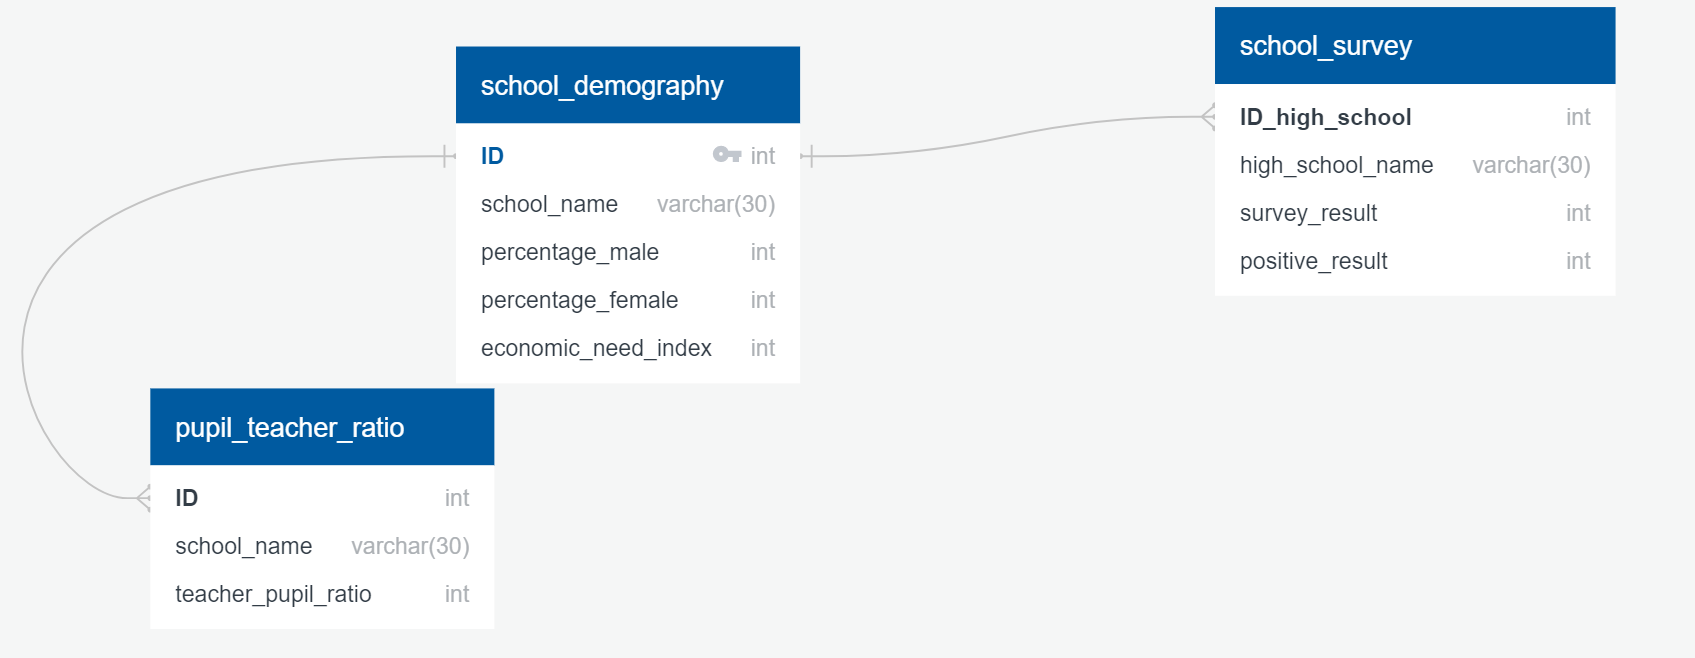 school_demography
ID int
school_name varchar(30)
percentage_male int
percentage_female int
economic_need_index int
school_survey
ID_high_school int
high_school_name varchar(30)
survey_result int
positive_result int
pupil_teacher_ratio
ID int
school_name varchar(30)
teacher_pupil_ratio int